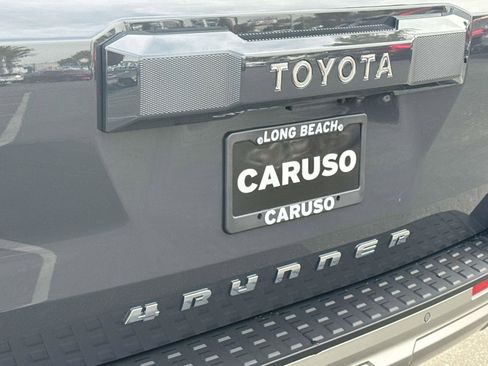 TOYOTA
LONG BEACH
CARUSO
CARUSO
4RUNNER